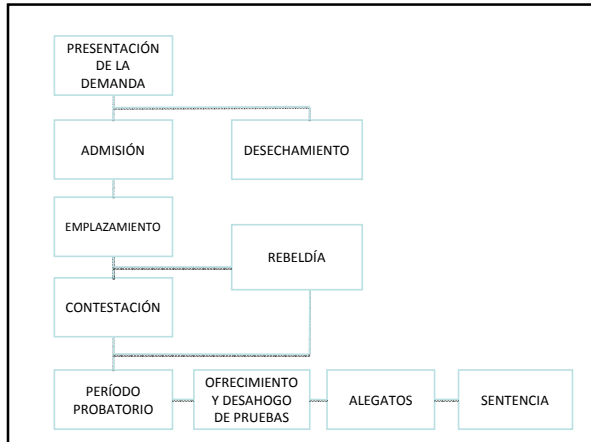 PRESENTACIÓN
DE LA
DEMANDA
ADMISIÓN
DESECHAMIENTO
EMPLAZAMIENTO
REBELDÍA
CONTESTACIÓN
PERÍODO
PROBATORIO
OFRECIMIENTO
Y DESAHOGO
DE PRUEBAS
ALEGATOS
SENTENCIA